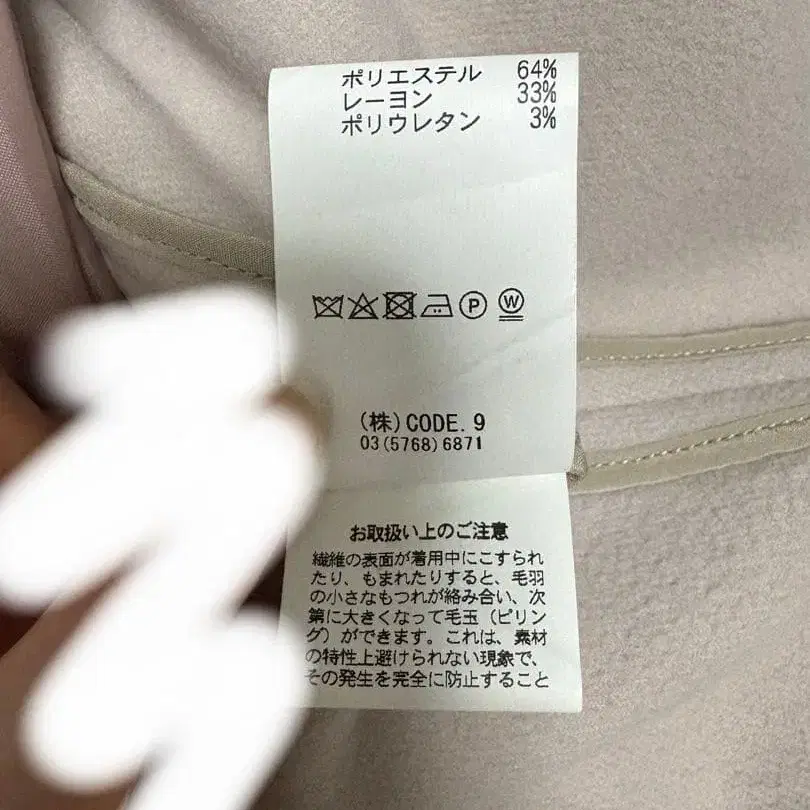 ポリエステル 64%
レーヨン 33%
ポリウレタン 3%
P W
(株)CODE.9
03(5768)6871
お取扱い上のご注意
繊維の表面が着用中にこすられ
たり、もまれたりすると、毛羽
の小さなもつれが絡み合い、次
第に大きくなって毛玉(ピリン
グ)ができます。これは、素材
の特性上避けられない現象で、
その発生を完全に防止すること